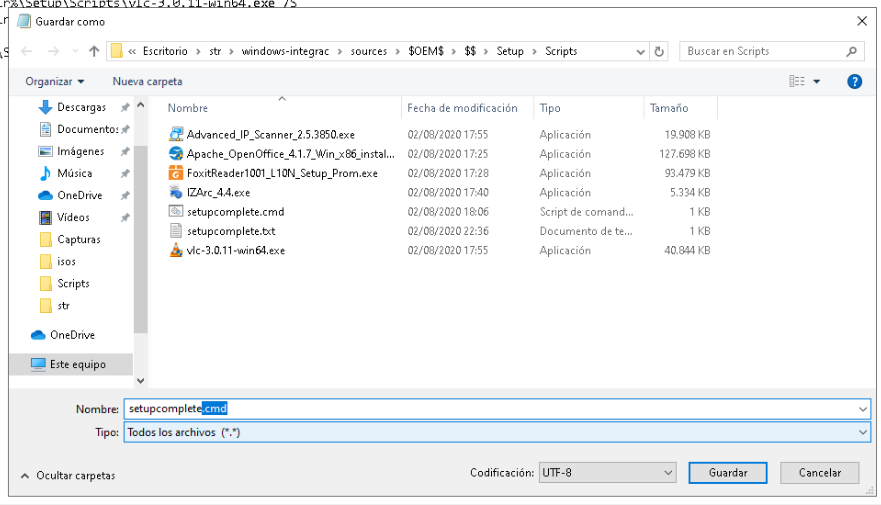 r%\Setup\Scripts\vlc-3.0.11-win64.exe /S
Guardar como
« Escritorio > str > windows-integrac > sources > $OEM$ > $$ > Setup > Scripts
Buscar en Scripts
Organizar
Nueva carpeta
Descargas
Documentos
Imágenes
Música
OneDrive
Vídeos
Capturas
isos
Scripts
str
OneDrive
Este equipo
Nombre Fecha de modificación Tipo Tamaño
Advanced_IP_Scanner_2.5.3850.exe 02/08/2020 17:55 Aplicación 19.908 KB
Apache_OpenOffice_4.1.7_Win_x86_instal... 02/08/2020 17:25 Aplicación 127.698 KB
FoxitReader1001_L10N_Setup_Prom.exe 02/08/2020 17:28 Aplicación 93.479 KB
IZArc_4.4.exe 02/08/2020 17:40 Aplicación 5.334 KB
setupcomplete.cmd 02/08/2020 18:06 Script de comand... 1 KB
setupcomplete.txt 02/08/2020 22:36 Documento de te... 1 KB
vlc-3.0.11-win64.exe 02/08/2020 17:55 Aplicación 40.844 KB
Nombre: setupcomplete.cmd
Tipo: Todos los archivos (*.*)
Ocultar carpetas
Codificación: UTF-8
Guardar
Cancelar